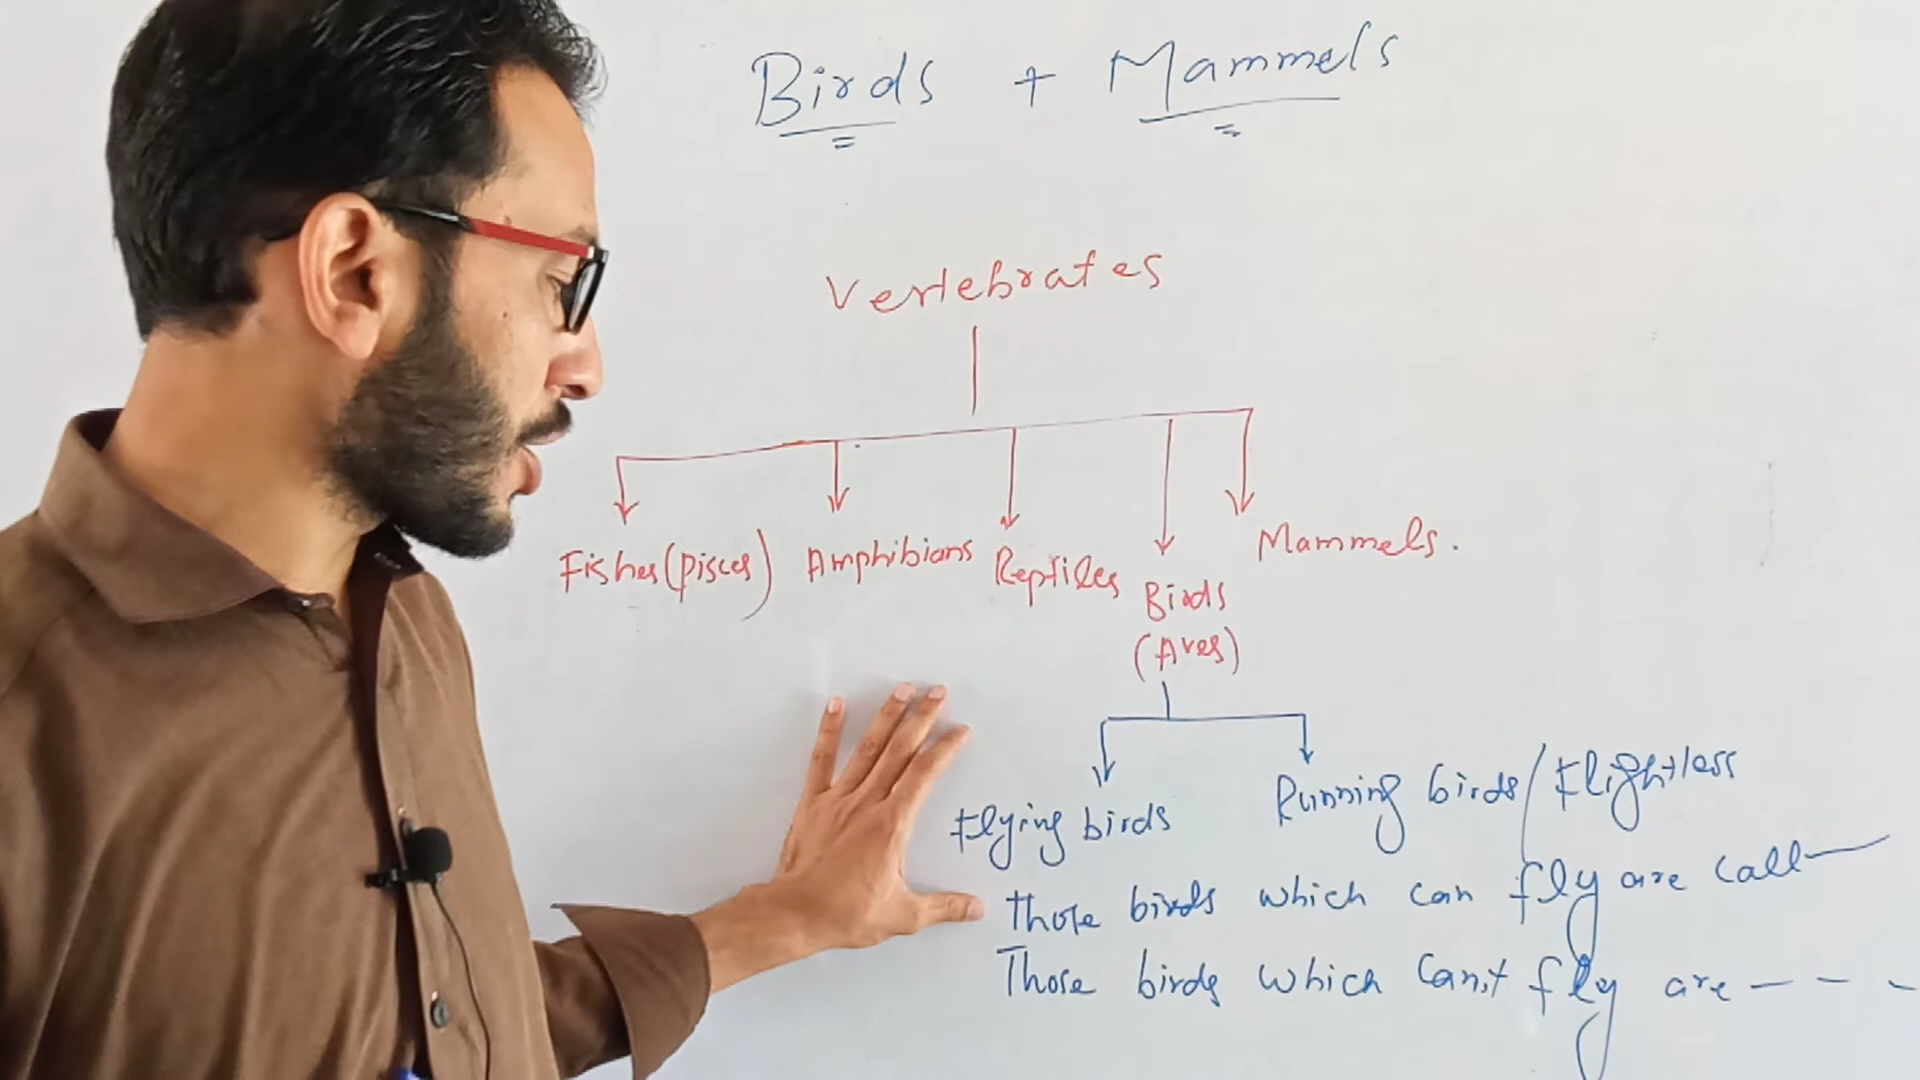 Birds + Mammels
Vertebrates
Fishes (Pisces) Amphibians Reptiles Birds (Aves) Mammels.
Flying birds Running birds / Flightless
Those birds which can fly are call
Those birds which can,t fly are - - -